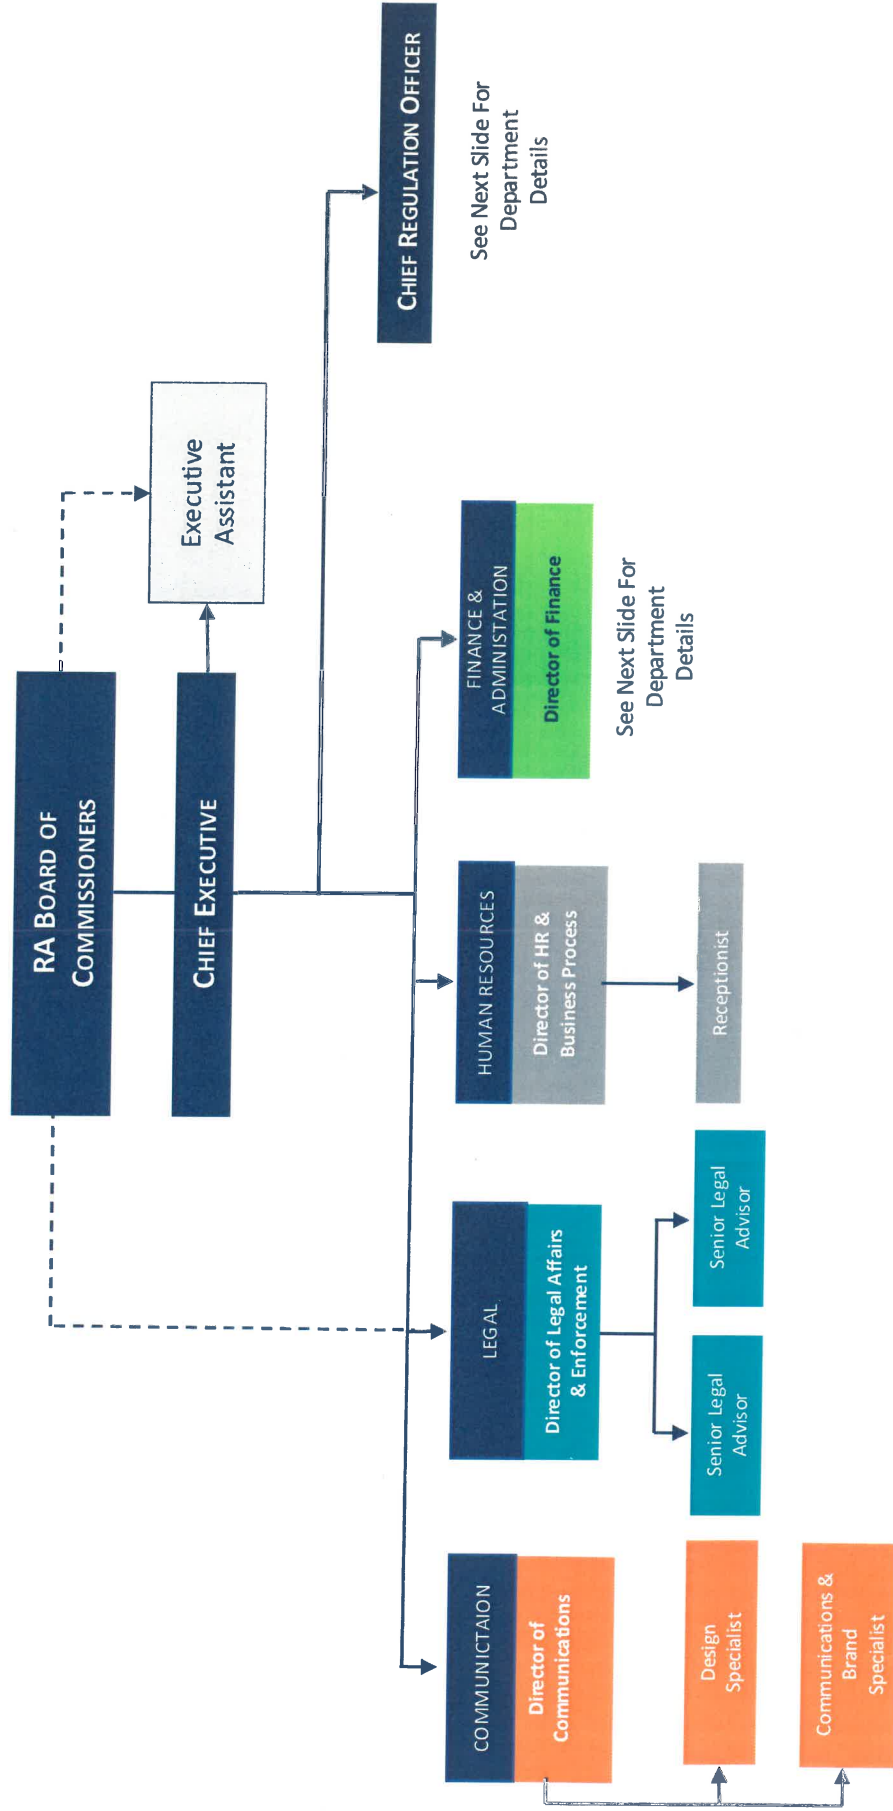 RA BOARD OF
COMMISSIONERS
Executive
Assistant
CHIEF EXECUTIVE
CHIEF REGULATION OFFICER
See Next Slide For
Department
Details
COMMUNICTAION
Director of
Communications
LEGAL
Director of Legal Affairs
& Enforcement
HUMAN RESOURCES
Director of HR &
Business Process
FINANCE &
ADMINISTATION
Director of Finance
See Next Slide For
Department
Details
Design
Specialist
Senior Legal
Advisor
Senior Legal
Advisor
Receptionist
Communications &
Brand
Specialist